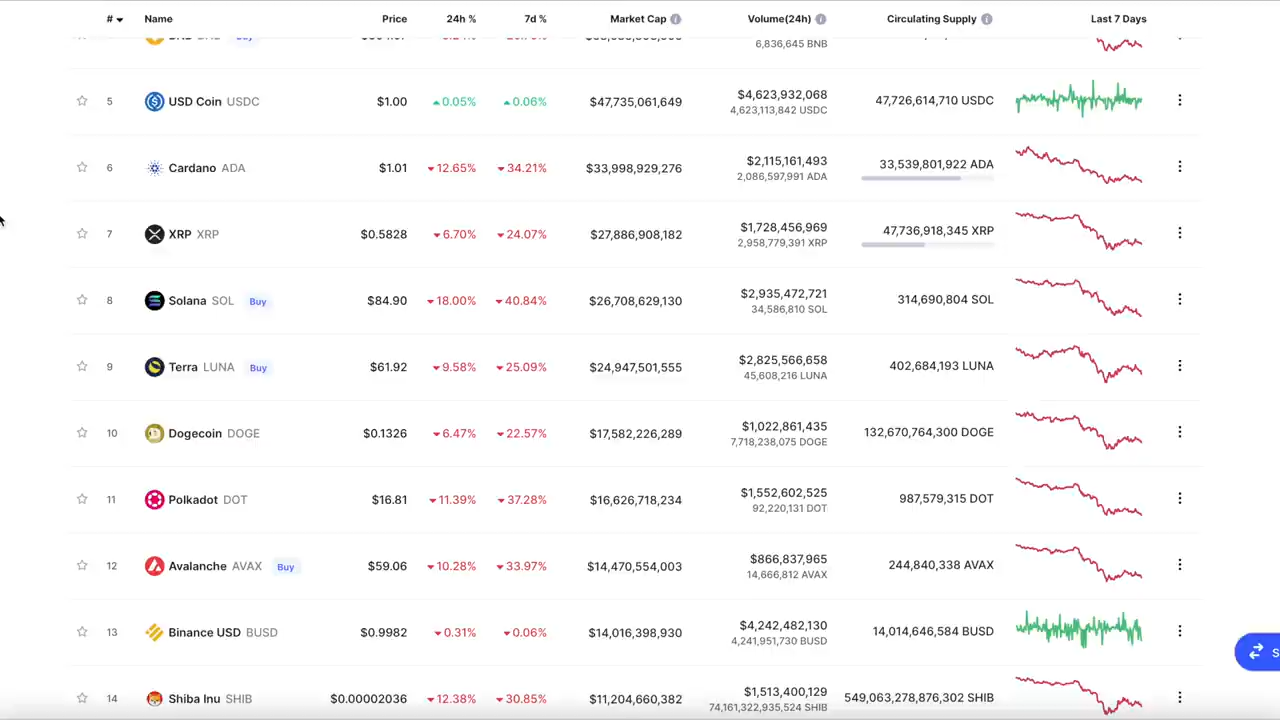 # Name Price 24h % 7d % Market Cap Volume(24h) Circulating Supply Last 7 Days
6,836,645 BNB
5 USD Coin USDC $1.00 0.05% 0.06% $47,735,061,649 $4,623,932,068 47,726,614,710 USDC
4,623,113,842 USDC
6 Cardano ADA $1.01 12.65% 34.21% $33,998,929,276 $2,115,161,493 33,539,801,922 ADA
2,086,597,991 ADA
7 XRP XRP $0.5828 6.70% 24.07% $27,886,908,182 $1,728,456,969 47,736,918,345 XRP
2,958,779,391 XRP
8 Solana SOL Buy $84.90 18.00% 40.84% $26,708,629,130 $2,935,472,721 314,690,804 SOL
34,586,810 SOL
9 Terra LUNA Buy $61.92 9.58% 25.09% $24,947,501,555 $2,825,566,658 402,684,193 LUNA
45,608,216 LUNA
10 Dogecoin DOGE $0.1326 6.47% 22.57% $17,582,226,289 $1,022,861,435 132,670,764,300 DOGE
7,718,238,075 DOGE
11 Polkadot DOT $16.81 11.39% 37.28% $16,626,718,234 $1,552,602,525 987,579,315 DOT
92,220,131 DOT
12 Avalanche AVAX Buy $59.06 10.28% 33.97% $14,470,554,003 $866,837,965 244,840,338 AVAX
14,666,812 AVAX
13 Binance USD BUSD $0.9982 0.31% 0.06% $14,016,398,930 $4,242,482,130 14,014,646,584 BUSD
4,241,951,730 BUSD
14 Shiba Inu SHIB $0.00002036 12.38% 30.85% $11,204,660,382 $1,513,400,129 549,063,278,876,302 SHIB
74,161,322,935,524 SHIB